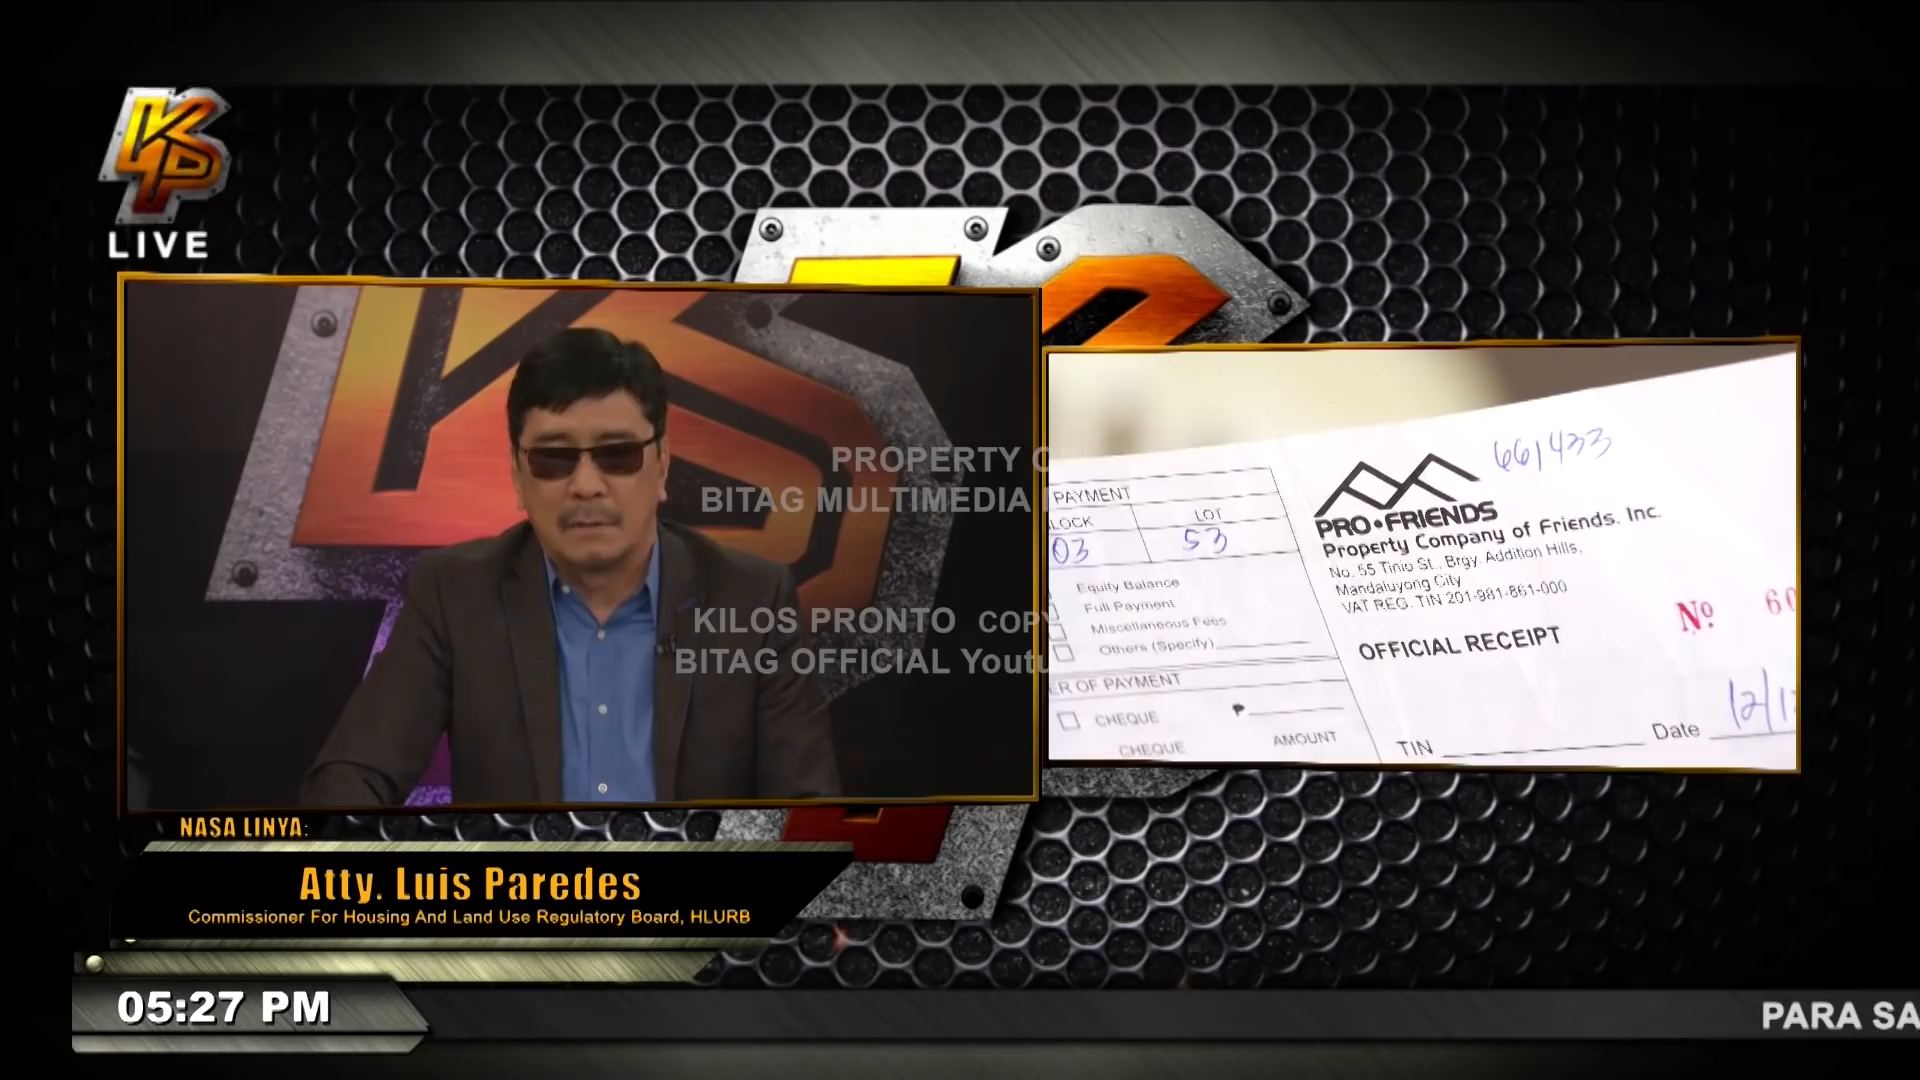 LIVE
PROPERTY
BITAG MULTIMEDIA
KILOS PRONTO
BITAG OFFICIAL
PAYMENT
LOT
03
53
Equity Balance
Full Payment
Miscellaneous Fees
Others (Specify)
OF PAYMENT
CHEQUE
₱
CHEQUE
AMOUNT
661433
PRO•FRIENDS
Property Company of Friends, Inc.
No. 55 Tinio St., Brgy. Addition Hills,
Mandaluyong City
VAT REG. TIN 201-981-861-000
Nº 60
OFFICIAL RECEIPT
TIN
Date
NASA LINYA:
Atty. Luis Paredes
Commissioner For Housing And Land Use Regulatory Board, HLURB
05:27 PM
PARA SA